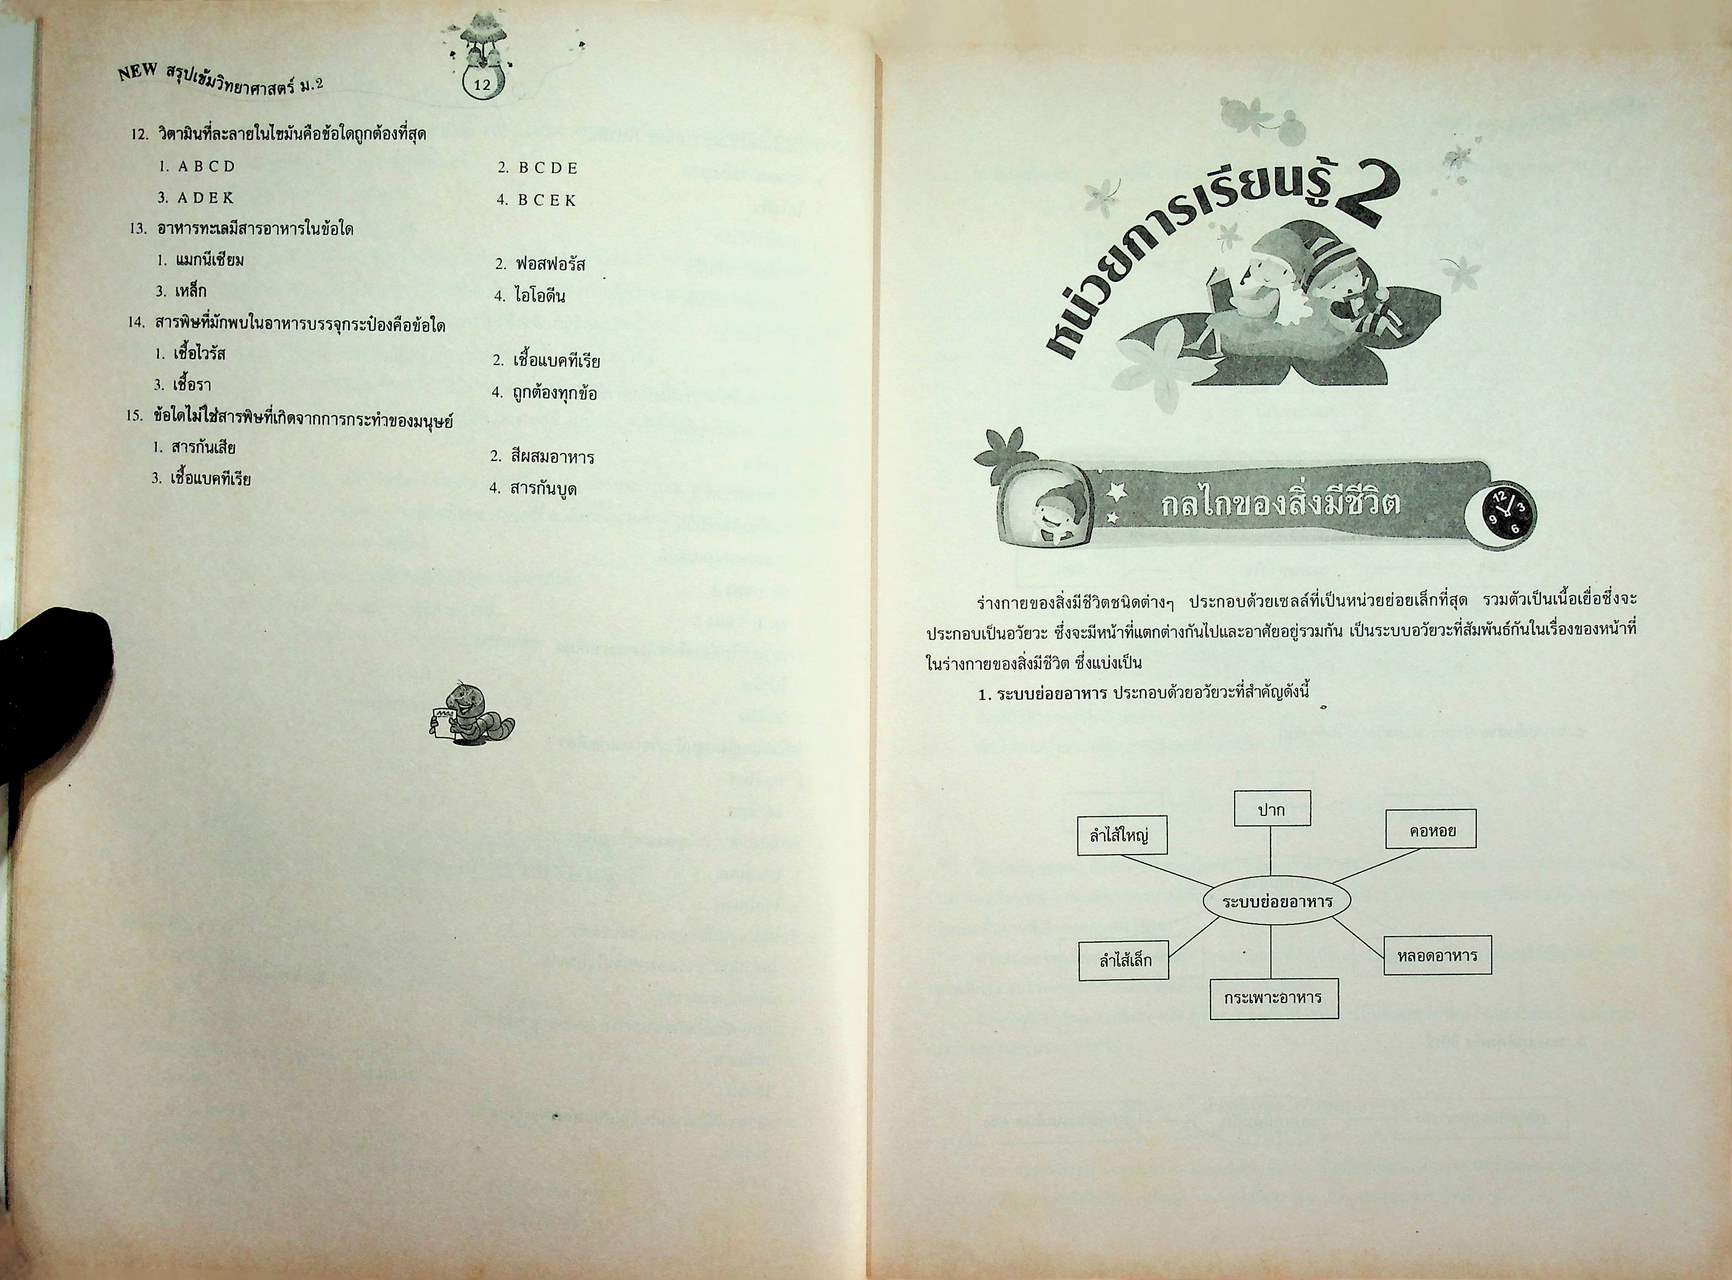 NEW สรุปเข้มวิทยาศาสตร์ ม.2
12
12. วิตามินที่ละลายในไขมันคือข้อใดถูกต้องที่สุด
1. A B C D
2. B C D E
3. A D E K
4. B C E K
13. อาหารทะเลมีสารอาหารในข้อใด
1. แมกนีเซียม
2. ฟอสฟอรัส
3. เหล็ก
4. ไอโอดีน
14. สารพิษที่มักพบในอาหารบรรจุกระป๋องคือข้อใด
1. เชื้อไวรัส
2. เชื้อแบคทีเรีย
3. เชื้อรา
4. ถูกต้องทุกข้อ
15. ข้อใดไม่ใช่สารพิษที่เกิดจากการกระทำของมนุษย์
1. สารกันเสีย
2. สีผสมอาหาร
3. เชื้อแบคทีเรีย
4. สารกันบูด
หน่วยการเรียนรู้ 2
กลไกของสิ่งมีชีวิต
12
3
6
9
ร่างกายของสิ่งมีชีวิตชนิดต่างๆ ประกอบด้วยเซลล์ที่เป็นหน่วยย่อยเล็กที่สุด รวมตัวเป็นเนื้อเยื่อซึ่งจะ
ประกอบเป็นอวัยวะ ซึ่งจะมีหน้าที่แตกต่างกันไปและอาศัยอยู่รวมกัน เป็นระบบอวัยวะที่สัมพันธ์กันในเรื่องของหน้าที่
ในร่างกายของสิ่งมีชีวิต ซึ่งแบ่งเป็น
1. ระบบย่อยอาหาร ประกอบด้วยอวัยวะที่สำคัญดังนี้
ปาก
ลำไส้ใหญ่
คอหอย
ระบบย่อยอาหาร
ลำไส้เล็ก
หลอดอาหาร
กระเพาะอาหาร